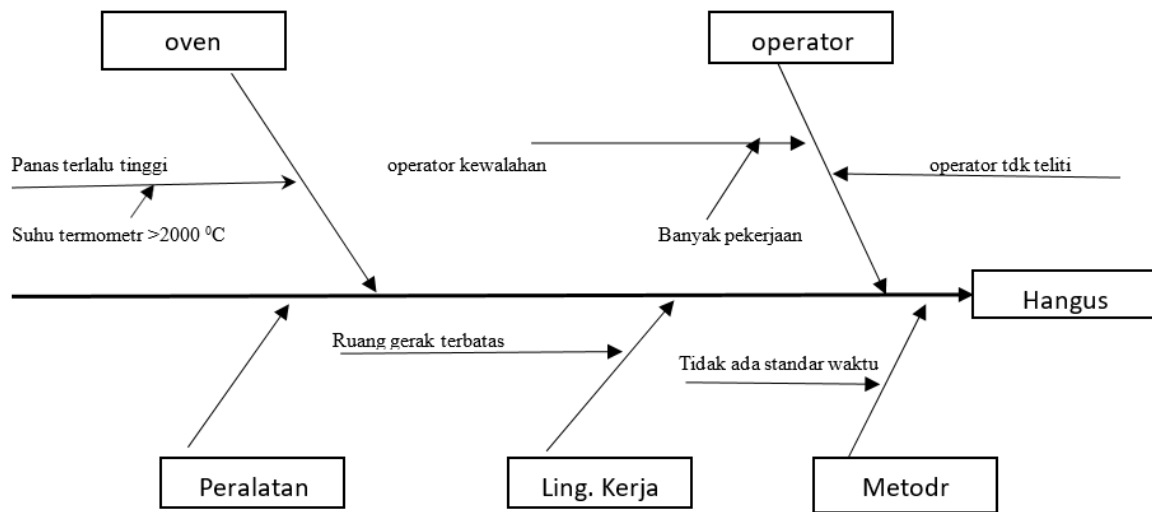 oven
operator
Panas terlalu tinggi
operator kewalahan
operator tdk teliti
Suhu termometr >2000 ⁰C
Banyak pekerjaan
Hangus
Ruang gerak terbatas
Tidak ada standar waktu
Peralatan
Ling. Kerja
Metodr